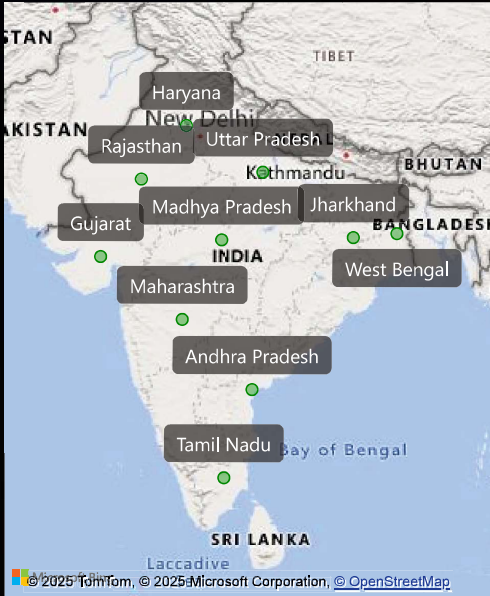 STAN
TIBET
Haryana
New Delhi
AKISTAN
Rajasthan
Uttar Pradesh
Kathmandu
BHUTAN
Madhya Pradesh
Jharkhand
Gujarat
BANGLADESH
INDIA
West Bengal
Maharashtra
Andhra Pradesh
Tamil Nadu
Bay of Bengal
SRI LANKA
Laccadive
© 2025 TomTom, © 2025 Microsoft Corporation, © OpenStreetMap